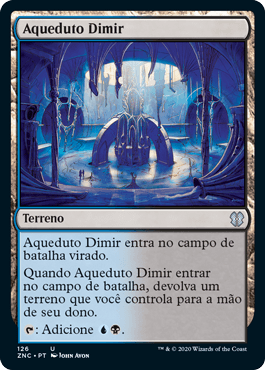 Aqueduto Dimir
Terreno
Aqueduto Dimir entra no campo de
batalha virado.
Quando Aqueduto Dimir entrar
no campo de batalha, devolva um
terreno que você controla para a mão
de seu dono.
: Adicione .
126 U
ZNC • PT JOHN AVON
™ & © 2020 Wizards of the Coast